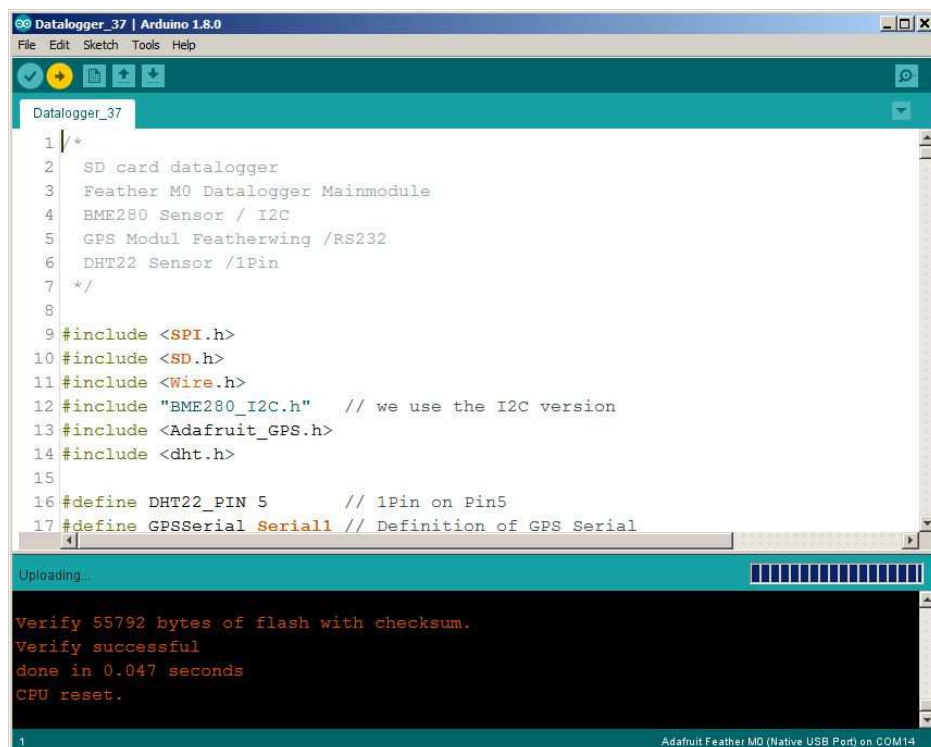 Datalogger_37 | Arduino 1.8.0
File Edit Sketch Tools Help
Datalogger_37
1 /*
2 SD card datalogger
3 Feather M0 Datalogger Mainmodule
4 BME280 Sensor / I2C
5 GPS Modul Featherwing /RS232
6 DHT22 Sensor /1Pin
7 */
8
9 #include <SPI.h>
10 #include <SD.h>
11 #include <Wire.h>
12 #include "BME280_I2C.h" // we use the I2C version
13 #include <Adafruit_GPS.h>
14 #include <dht.h>
15
16 #define DHT22_PIN 5 // 1Pin on Pin5
17 #define GPSSerial Serial1 // Definition of GPS Serial
Uploading...
Verify 55792 bytes of flash with checksum.
Verify successful
done in 0.047 seconds
CPU reset.
1 Adafruit Feather M0 (Native USB Port) on COM14